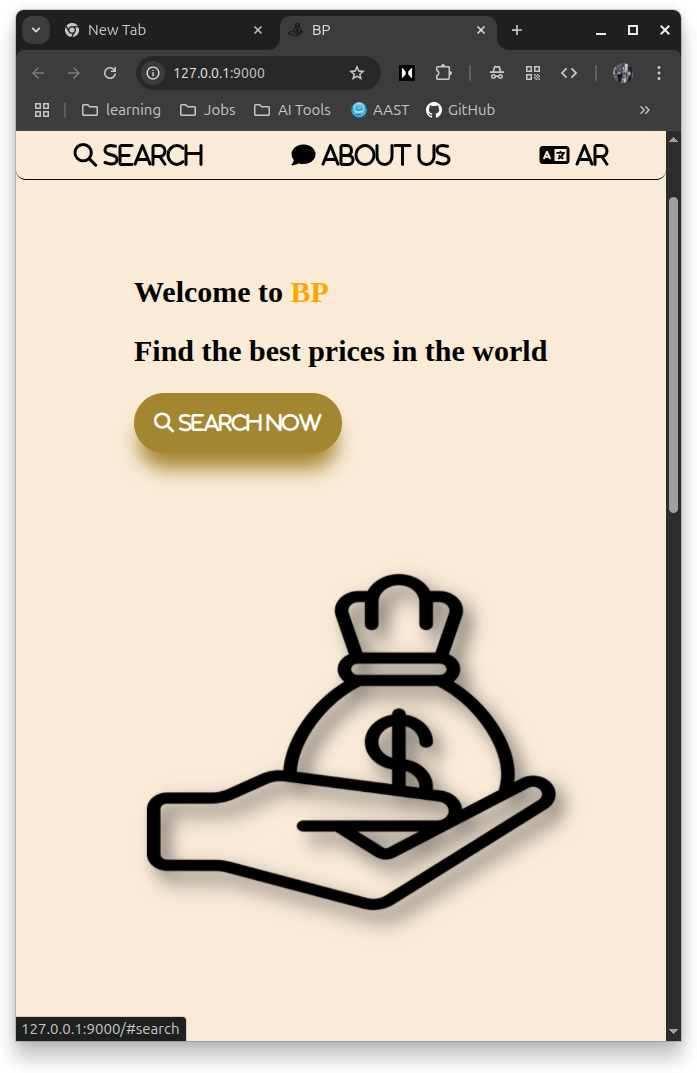 New Tab
BP
127.0.0.1:9000
learning
Jobs
AI Tools
AAST
GitHub
SEARCH
ABOUT US
AR
Welcome to BP
Find the best prices in the world
SEARCH NOW
$
127.0.0.1:9000/#search